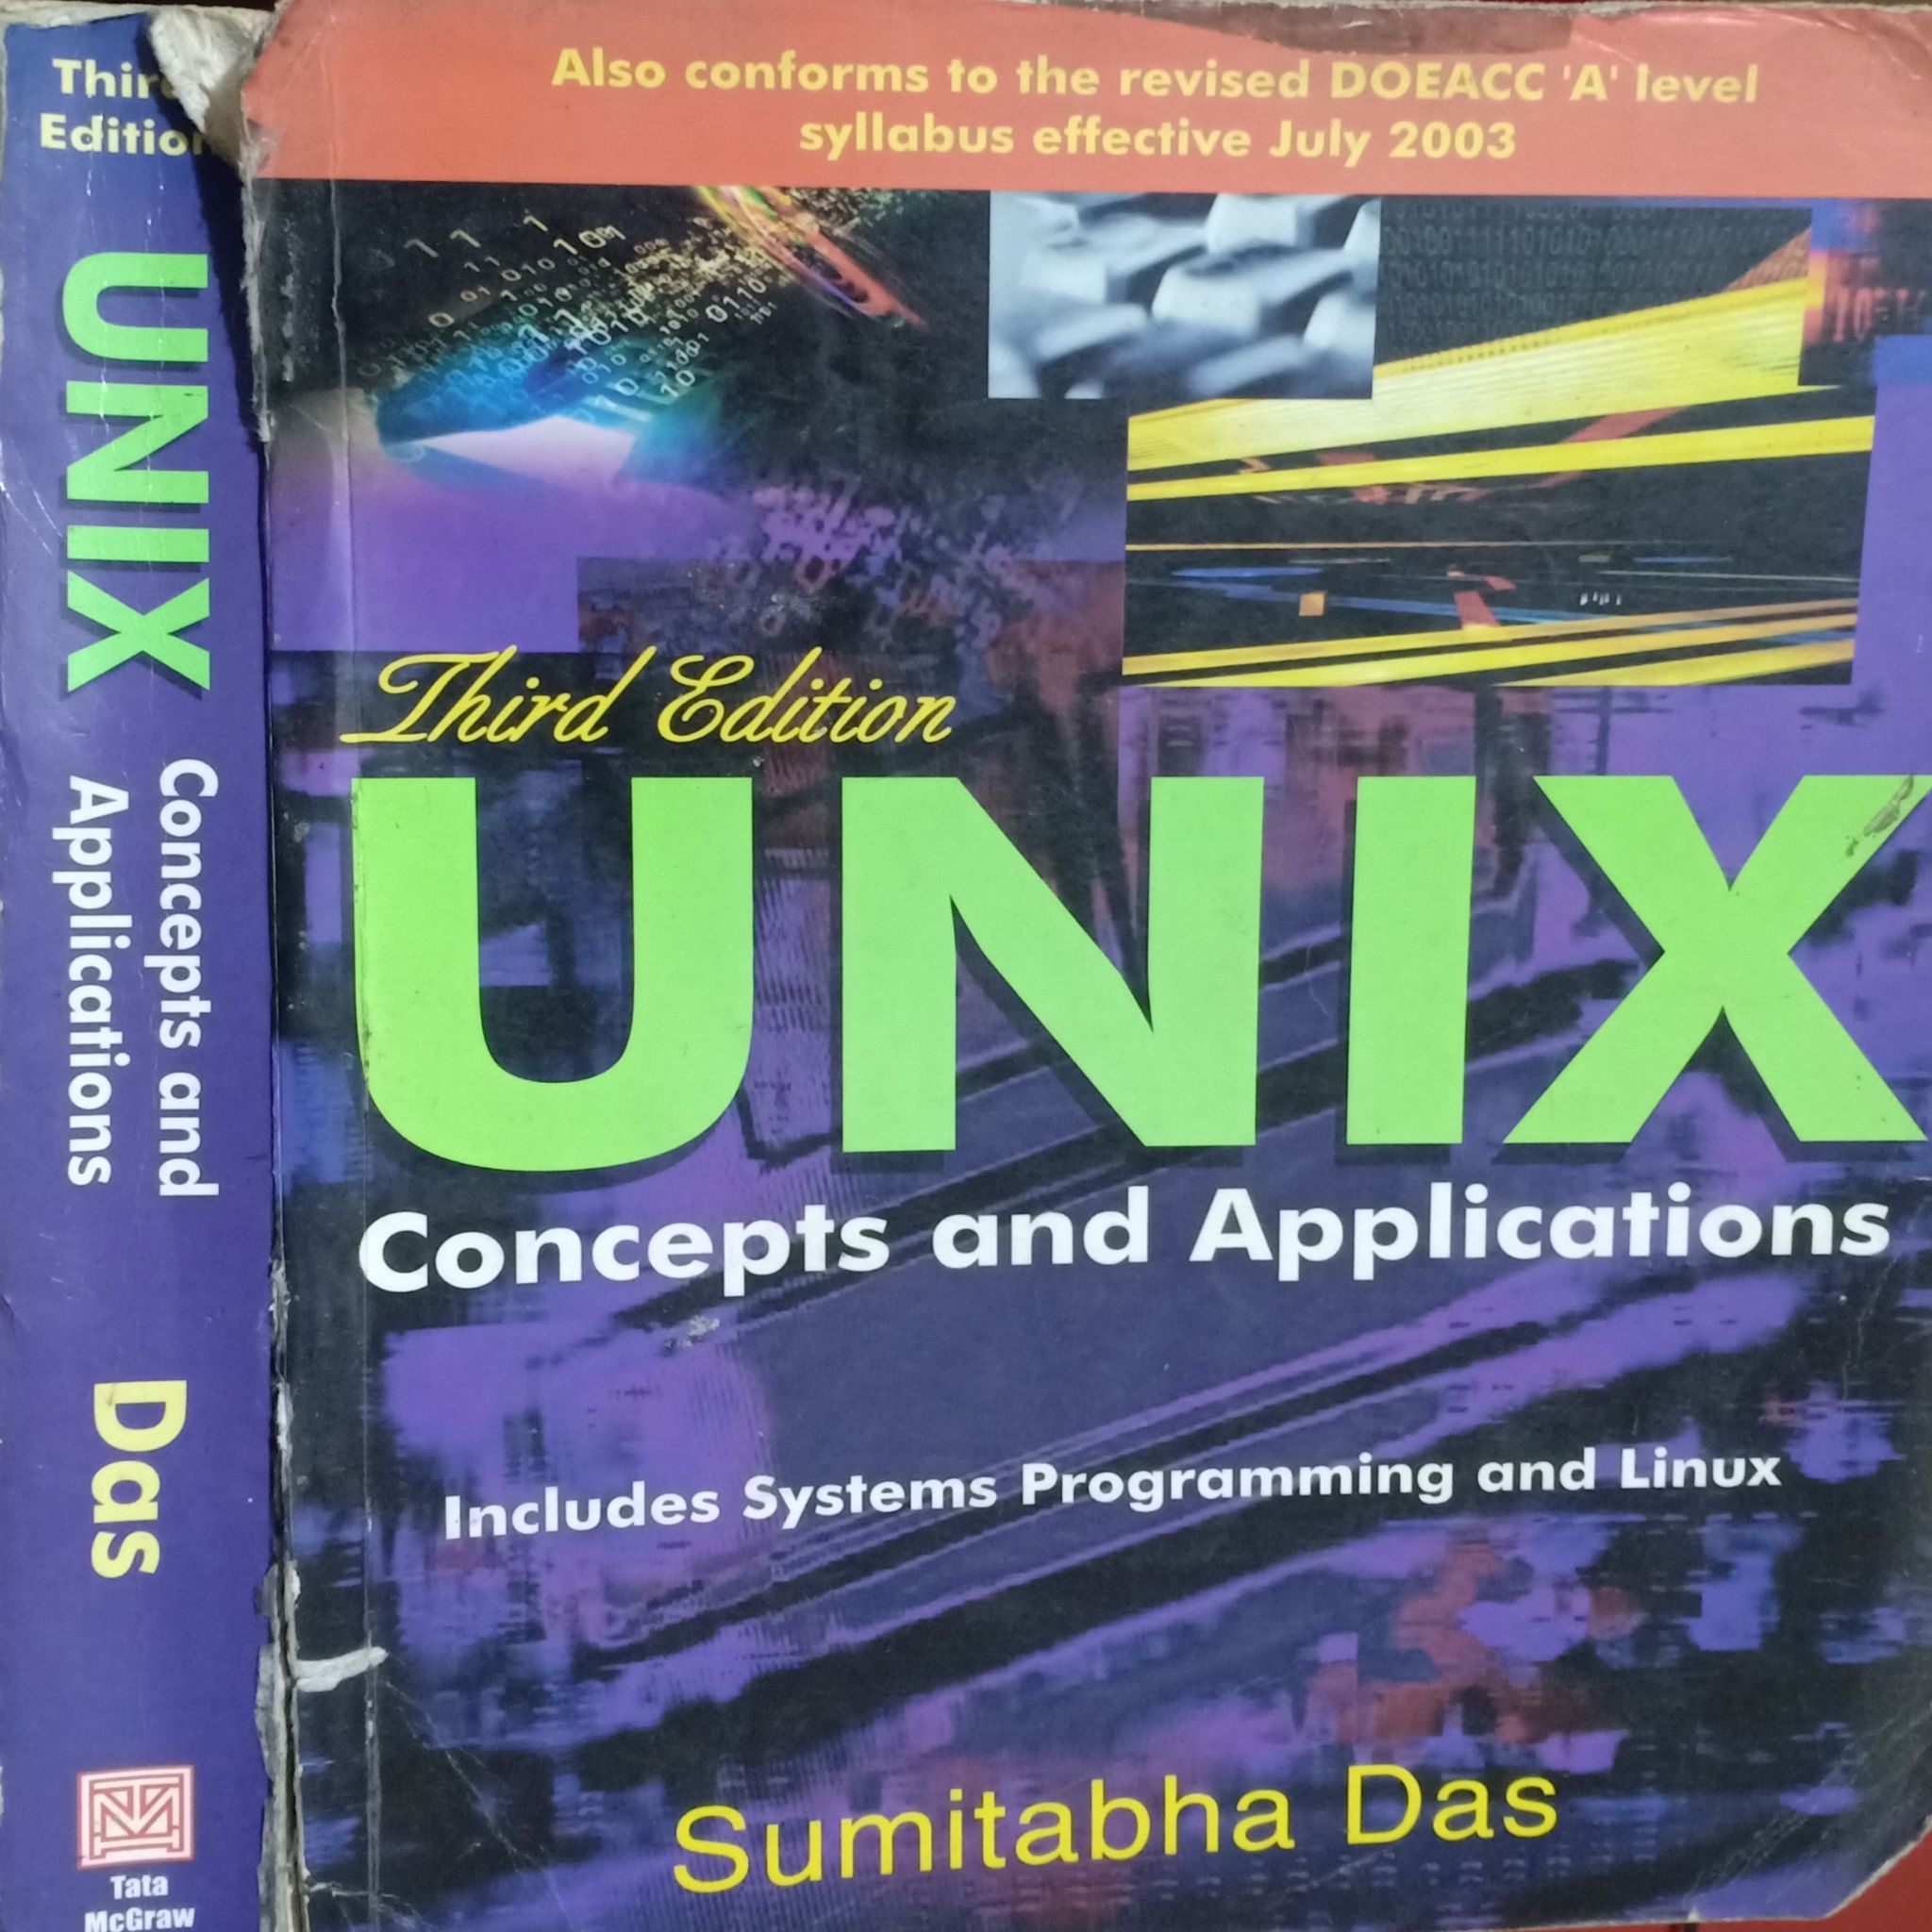 Third
Edition
UNIX
Concepts and
Applications
Das
Tata
McGraw
Also conforms to the revised DOEACC 'A' level
syllabus effective July 2003
Third Edition
UNIX
Concepts and Applications
Includes Systems Programming and Linux
Sumitabha Das